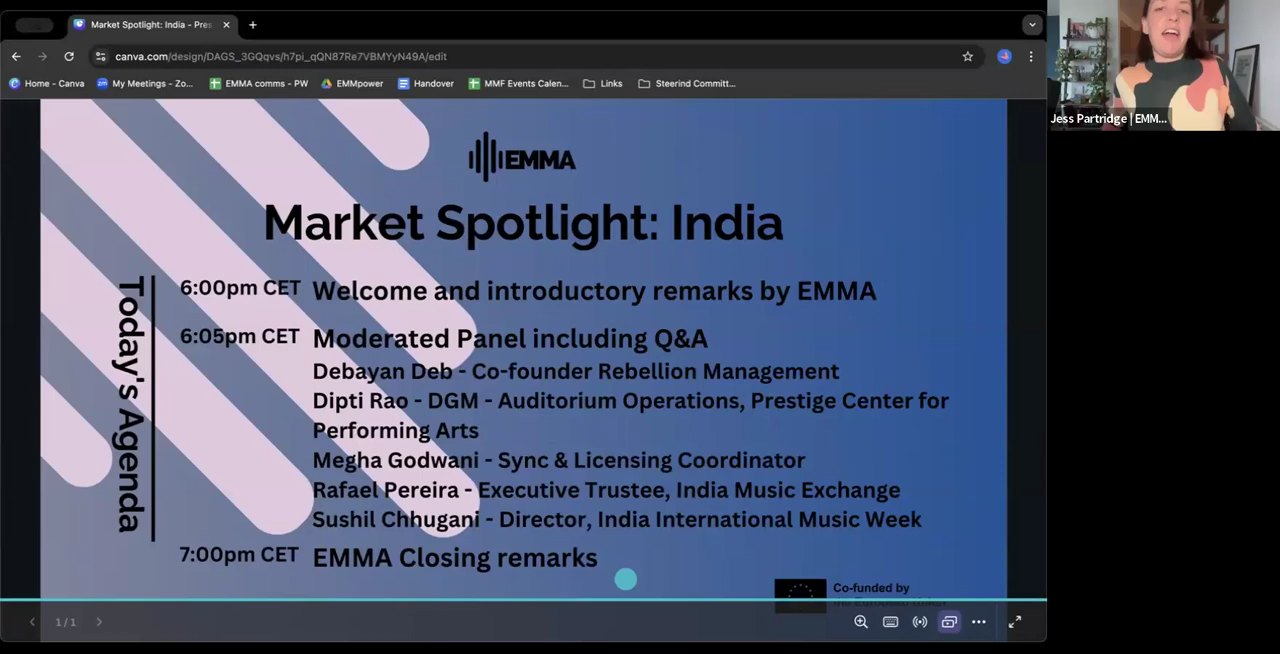 Market Spotlight: India - Pres
canva.com/design/DAGS_3GQqvs/h7pi_qQN87Re7VBMYyN49A/edit
Home - Canva
My Meetings - Zo...
EMMA comms - PW
EMMpower
Handover
MMF Events Calen...
Links
Steerind Committ...
Jess Partridge | EMM...
EMMA
Market Spotlight: India
Today's Agenda
6:00pm CET Welcome and introductory remarks by EMMA
6:05pm CET Moderated Panel including Q&A
Debayan Deb - Co-founder Rebellion Management
Dipti Rao - DGM - Auditorium Operations, Prestige Center for
Performing Arts
Megha Godwani - Sync & Licensing Coordinator
Rafael Pereira - Executive Trustee, India Music Exchange
Sushil Chhugani - Director, India International Music Week
7:00pm CET EMMA Closing remarks
Co-funded by
the European Union
1 / 1